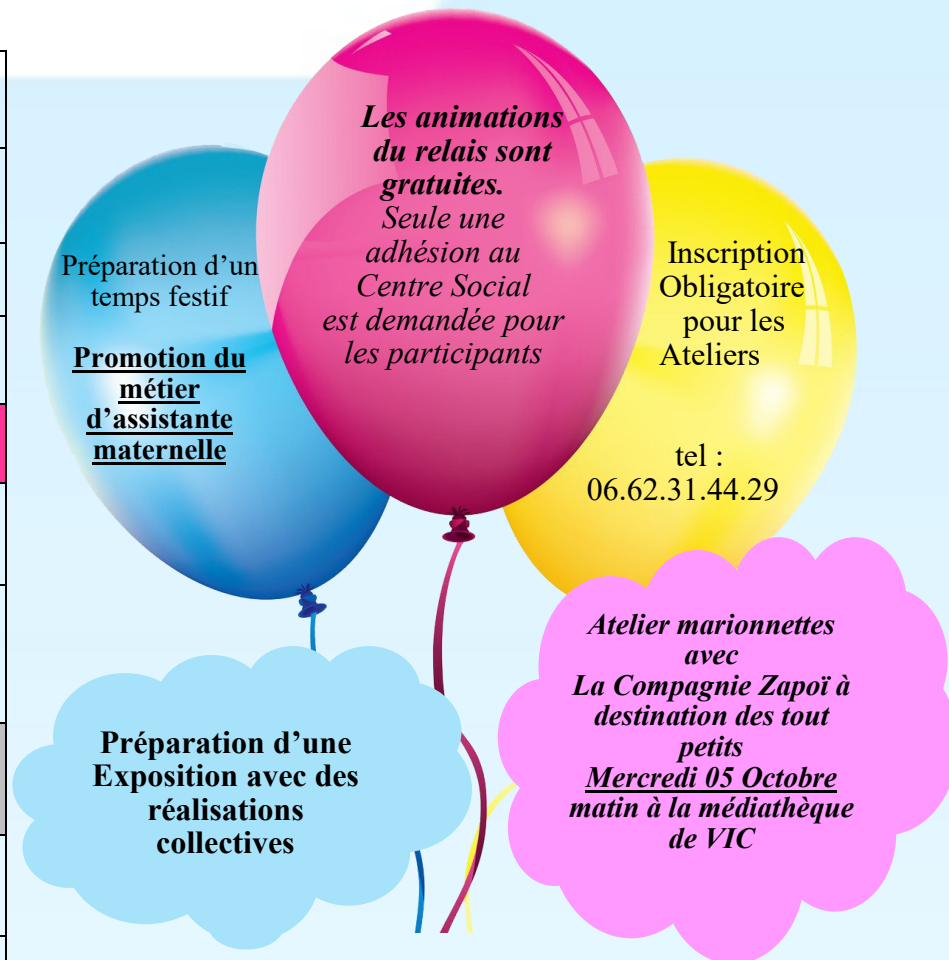 Les animations
du relais sont
gratuites.
Seule une
adhésion au
Centre Social
est demandée pour
les participants
Préparation d’un
temps festif
Promotion du
métier
d’assistante
maternelle
Inscription
Obligatoire
pour les
Ateliers
tel :
06.62.31.44.29
Préparation d’une
Exposition avec des
réalisations
collectives
Atelier marionnettes
avec
La Compagnie Zapoï à
destination des tout
petits
Mercredi 05 Octobre
matin à la médiathèque
de VIC